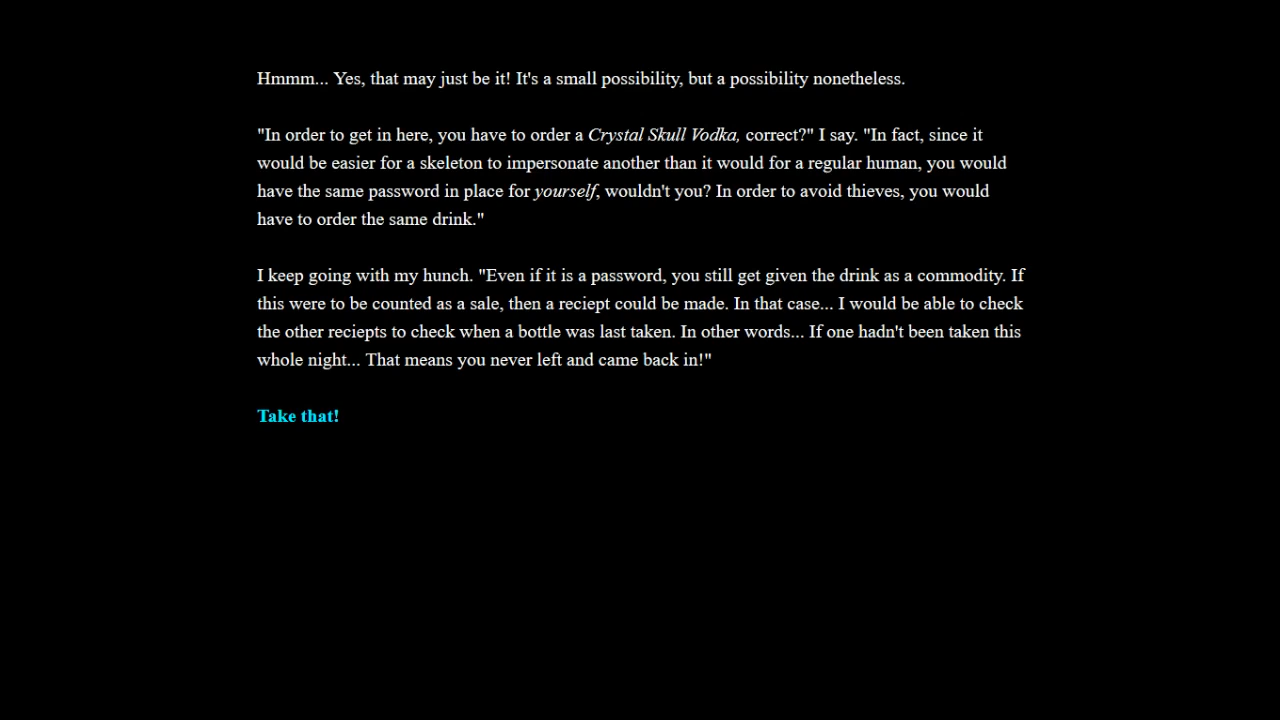 Hmmm... Yes, that may just be it! It's a small possibility, but a possibility nonetheless.
"In order to get in here, you have to order a Crystal Skull Vodka, correct?" I say. "In fact, since it
would be easier for a skeleton to impersonate another than it would for a regular human, you would
have the same password in place for yourself, wouldn't you? In order to avoid thieves, you would
have to order the same drink."
I keep going with my hunch. "Even if it is a password, you still get given the drink as a commodity. If
this were to be counted as a sale, then a reciept could be made. In that case... I would be able to check
the other reciepts to check when a bottle was last taken. In other words... If one hadn't been taken this
whole night... That means you never left and came back in!"
Take that!